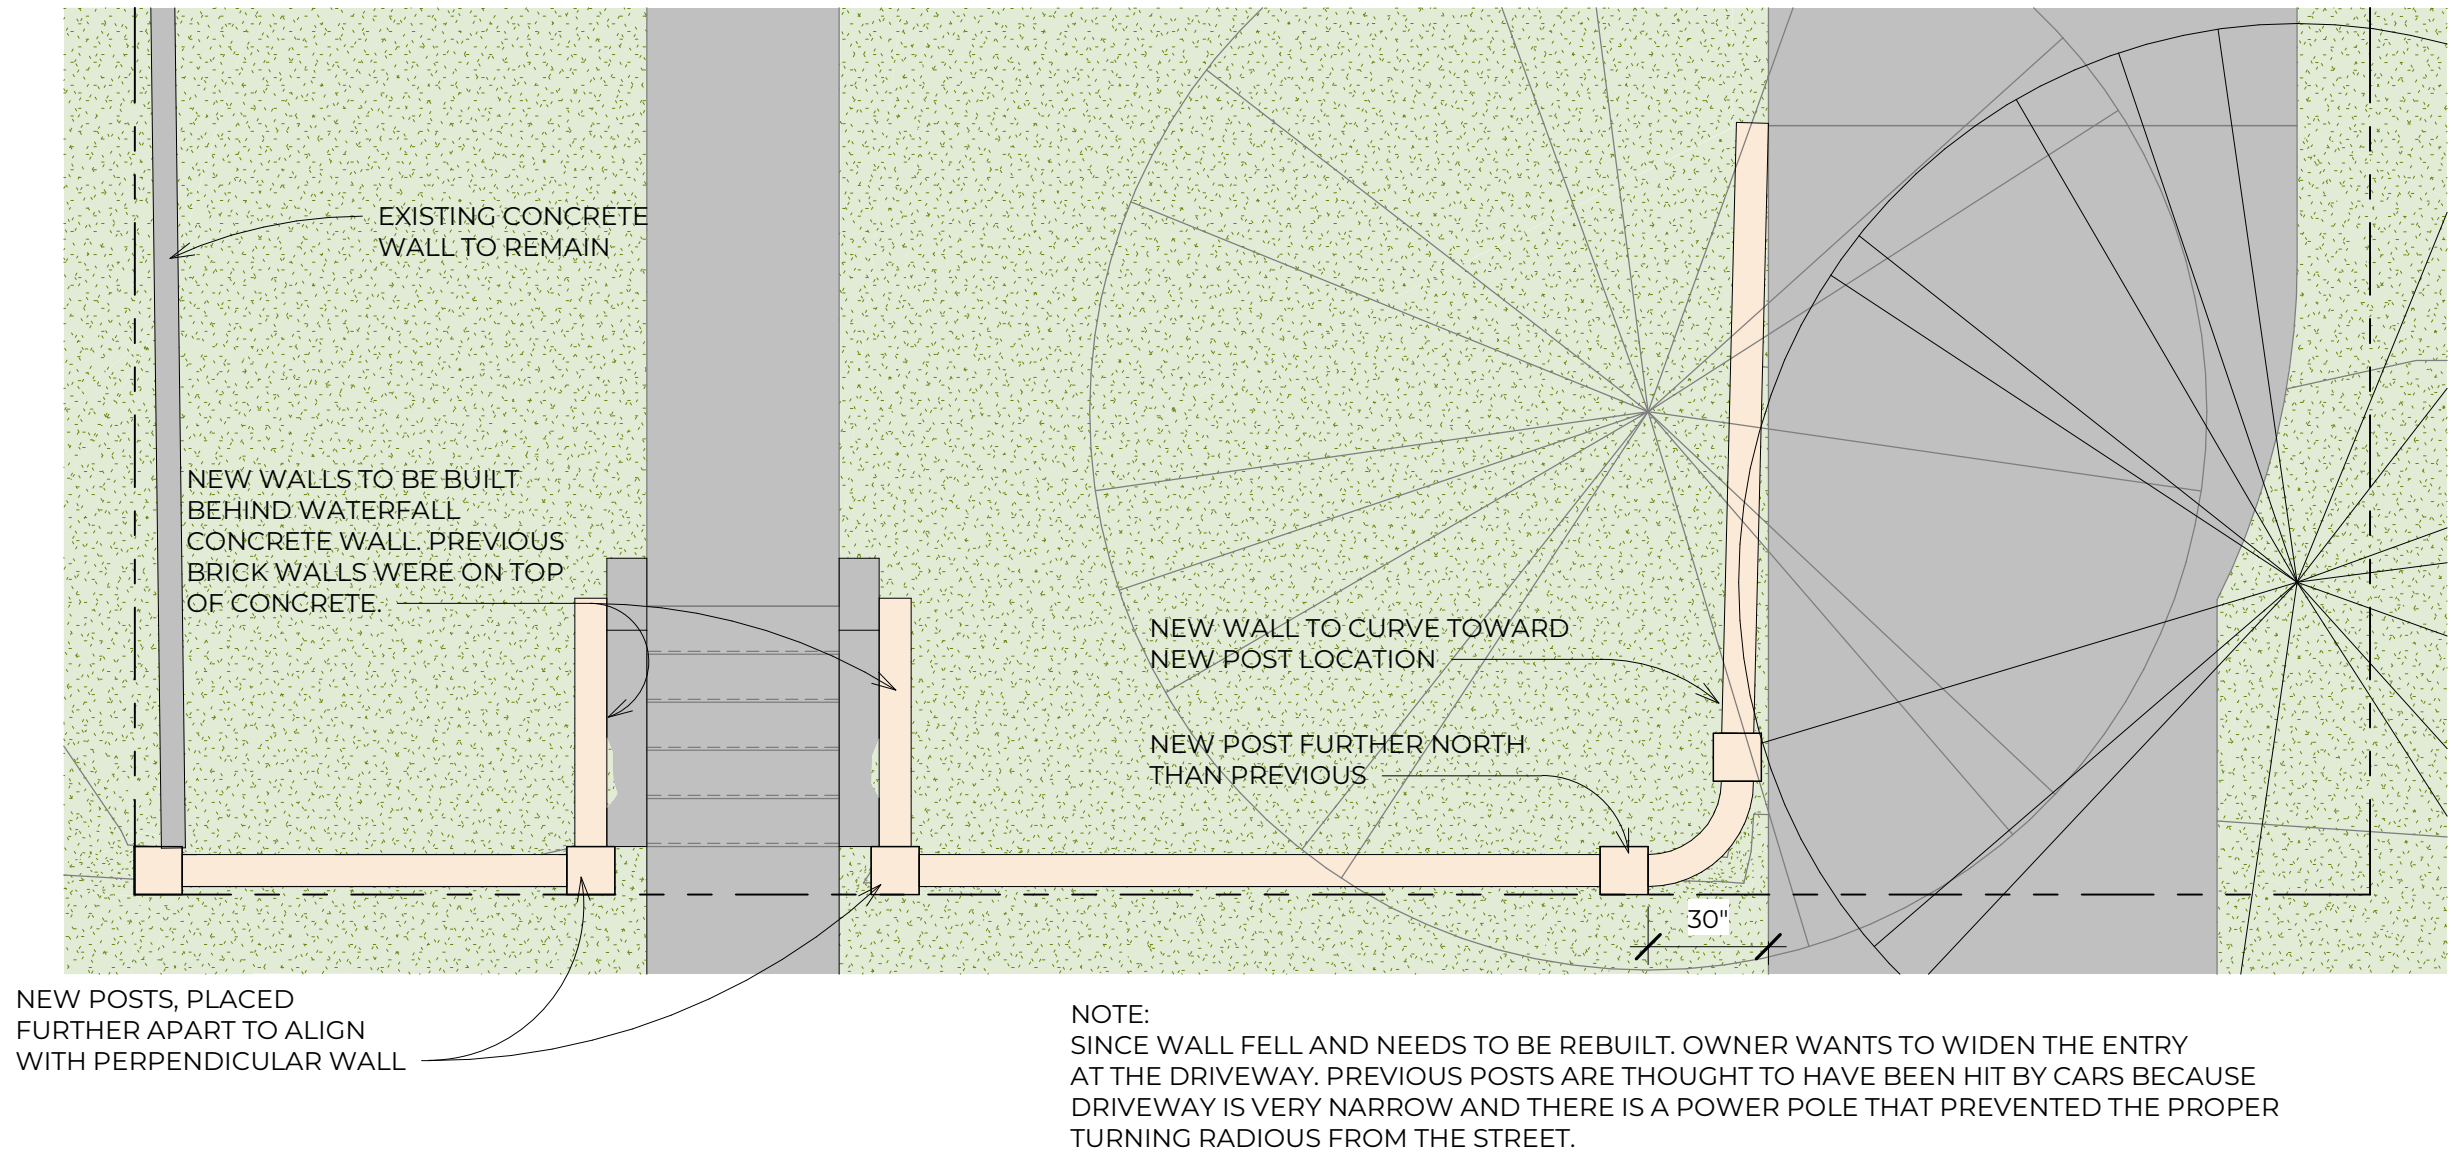 EXISTING CONCRETE
WALL TO REMAIN
NEW WALLS TO BE BUILT
BEHIND WATERFALL
CONCRETE WALL. PREVIOUS
BRICK WALLS WERE ON TOP
OF CONCRETE.
NEW WALL TO CURVE TOWARD
NEW POST LOCATION
NEW POST FURTHER NORTH
THAN PREVIOUS
30"
NEW POSTS, PLACED
FURTHER APART TO ALIGN
WITH PERPENDICULAR WALL
NOTE:
SINCE WALL FELL AND NEEDS TO BE REBUILT. OWNER WANTS TO WIDEN THE ENTRY
AT THE DRIVEWAY. PREVIOUS POSTS ARE THOUGHT TO HAVE BEEN HIT BY CARS BECAUSE
DRIVEWAY IS VERY NARROW AND THERE IS A POWER POLE THAT PREVENTED THE PROPER
TURNING RADIOUS FROM THE STREET.